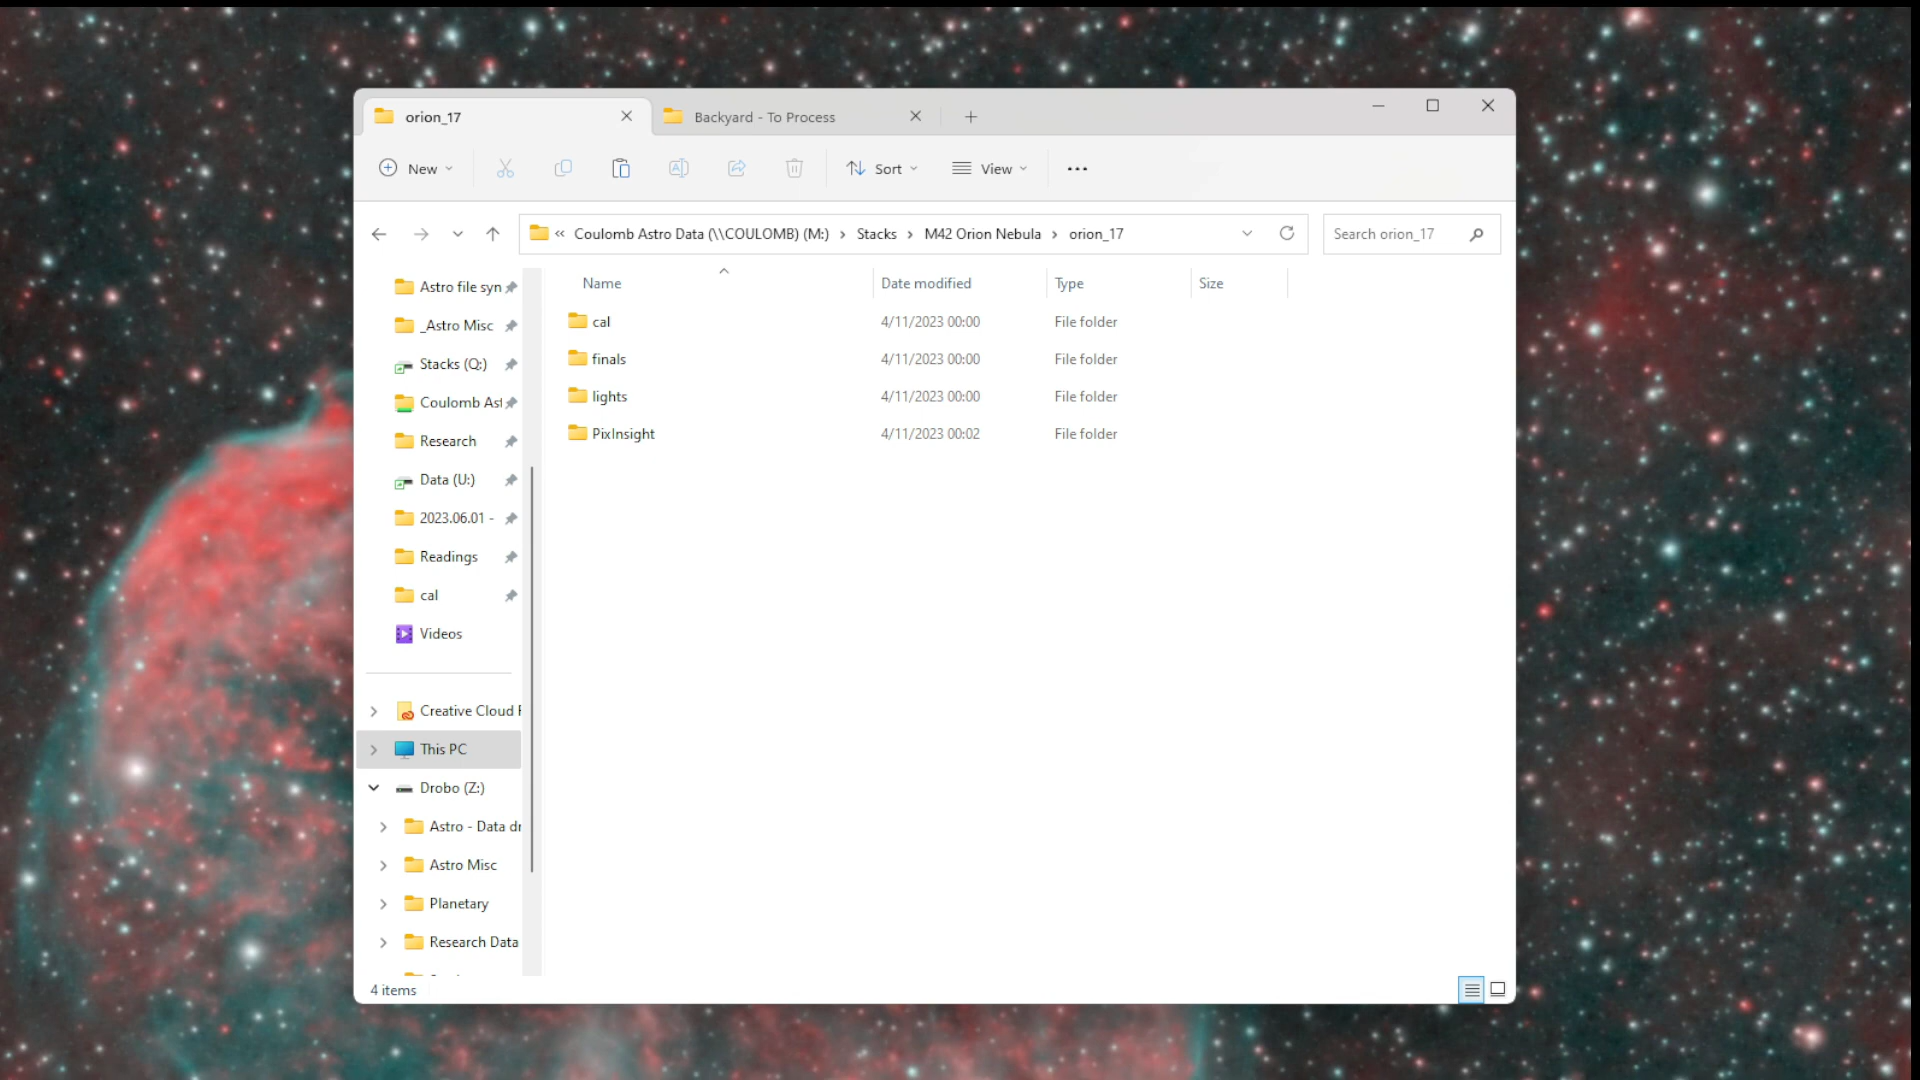 orion_17
Backyard - To Process
New
Sort
View
« Coulomb Astro Data (\\COULOMB) (M:) › Stacks › M42 Orion Nebula › orion_17
Search orion_17
Name Date modified Type Size
cal 4/11/2023 00:00 File folder
finals 4/11/2023 00:00 File folder
lights 4/11/2023 00:00 File folder
PixInsight 4/11/2023 00:02 File folder
Astro file syn
_Astro Misc
Stacks (Q:)
Coulomb Ast
Research
Data (U:)
2023.06.01 -
Readings
cal
Videos
Creative Cloud F
This PC
Drobo (Z:)
Astro - Data dr
Astro Misc
Planetary
Research Data
4 items